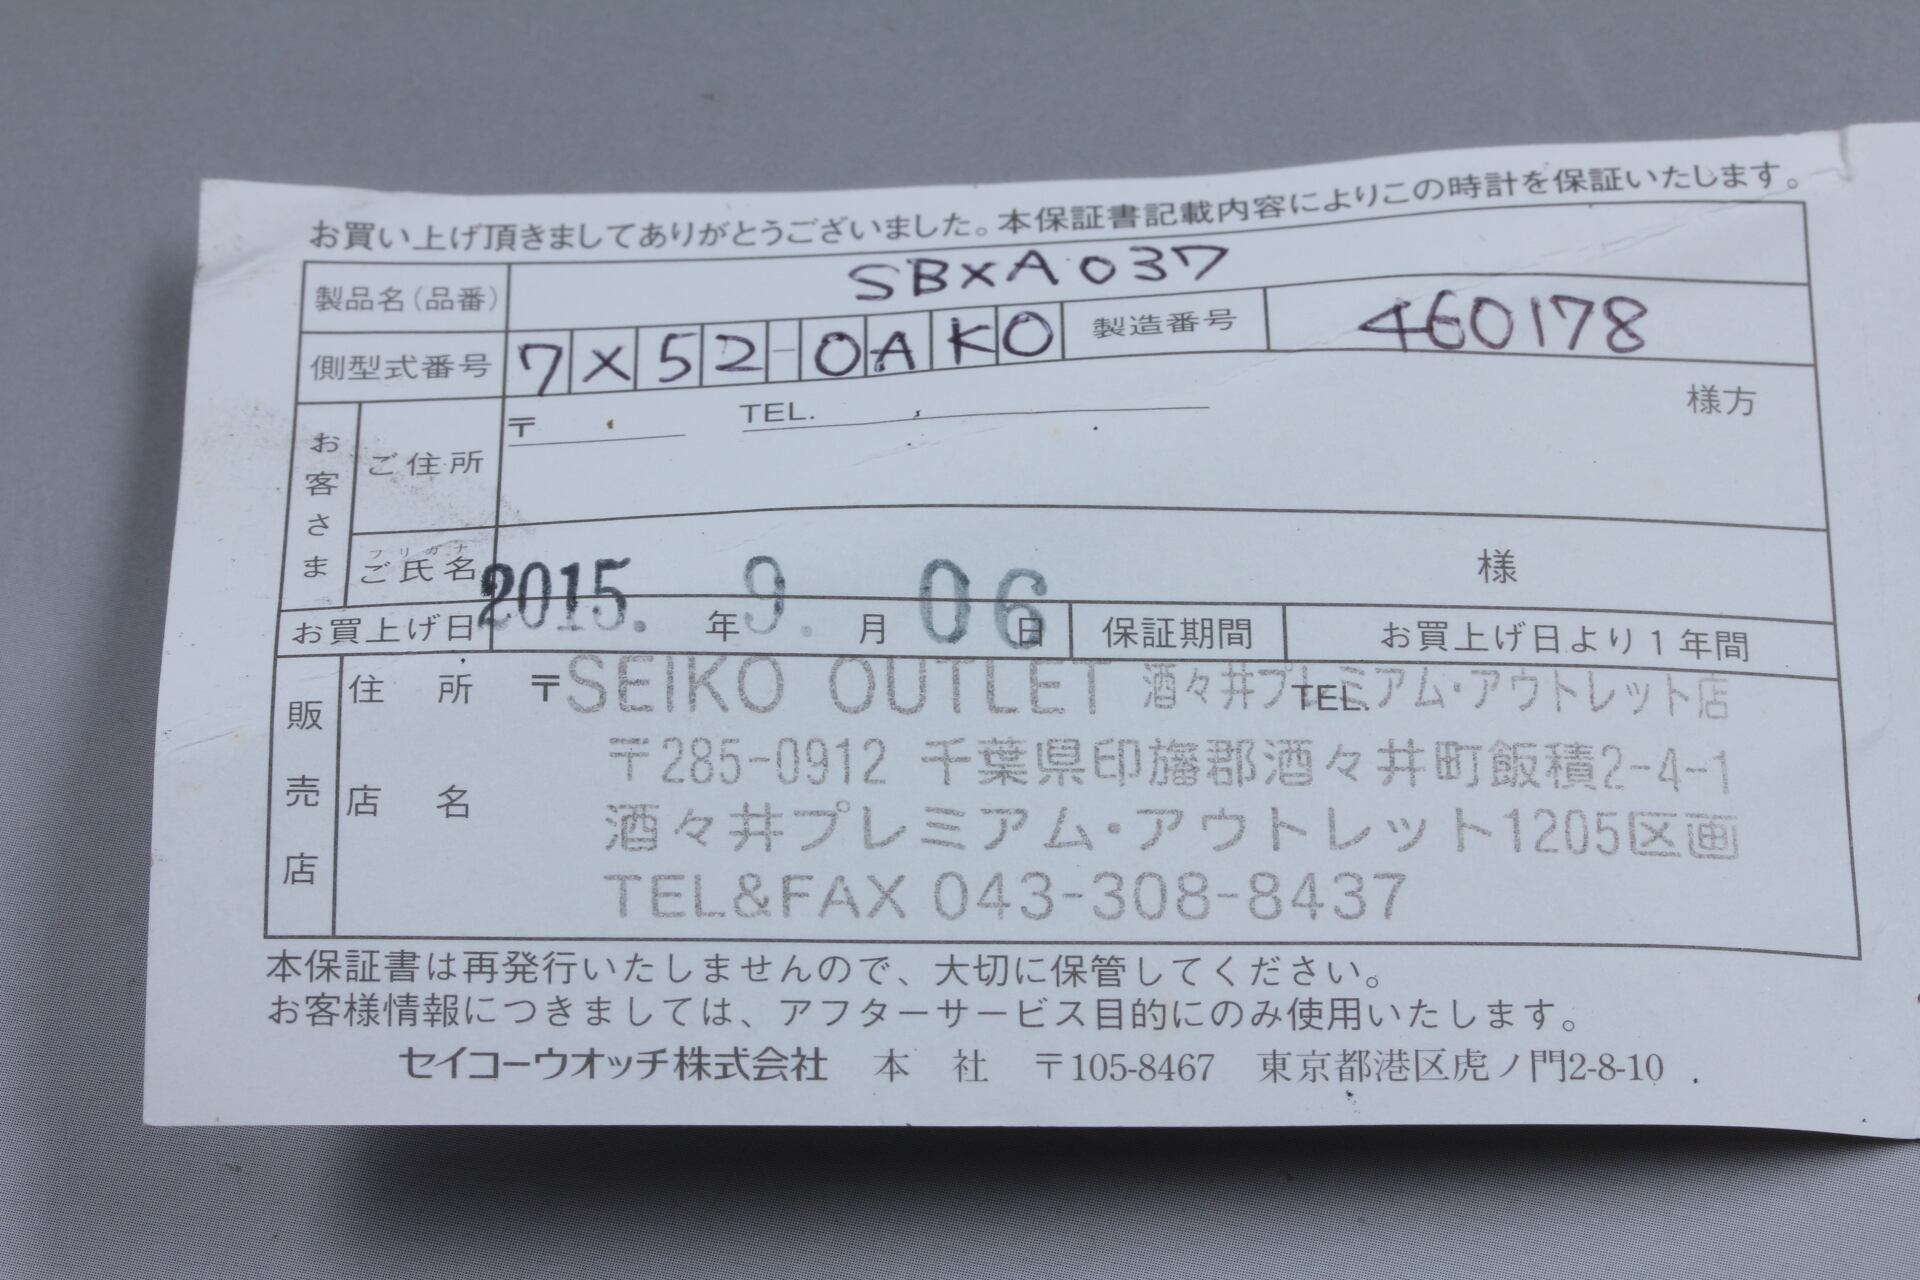 お買い上げ頂きましてありがとうございました。本保証書記載内容によりこの時計を保証いたします。
製品名(品番) SBXA037
側型式番号 7X52-0AK0 製造番号 460178
お客さま
ご住所 〒 TEL. 様方
フリガナ
ご氏名 様
お買上げ日 2015. 年 9. 月 06 日 保証期間 お買上げ日より1年間
販売店
住所 〒 TEL.
SEIKO OUTLET 酒々井プレミアム・アウトレット店
〒285-0912 千葉県印旛郡酒々井町飯積2-4-1
店名
酒々井プレミアム・アウトレット1205区画
TEL&FAX 043-308-8437
本保証書は再発行いたしませんので、大切に保管してください。
お客様情報につきましては、アフターサービス目的にのみ使用いたします。
セイコーウオッチ株式会社 本社 〒105-8467 東京都港区虎ノ門2-8-10